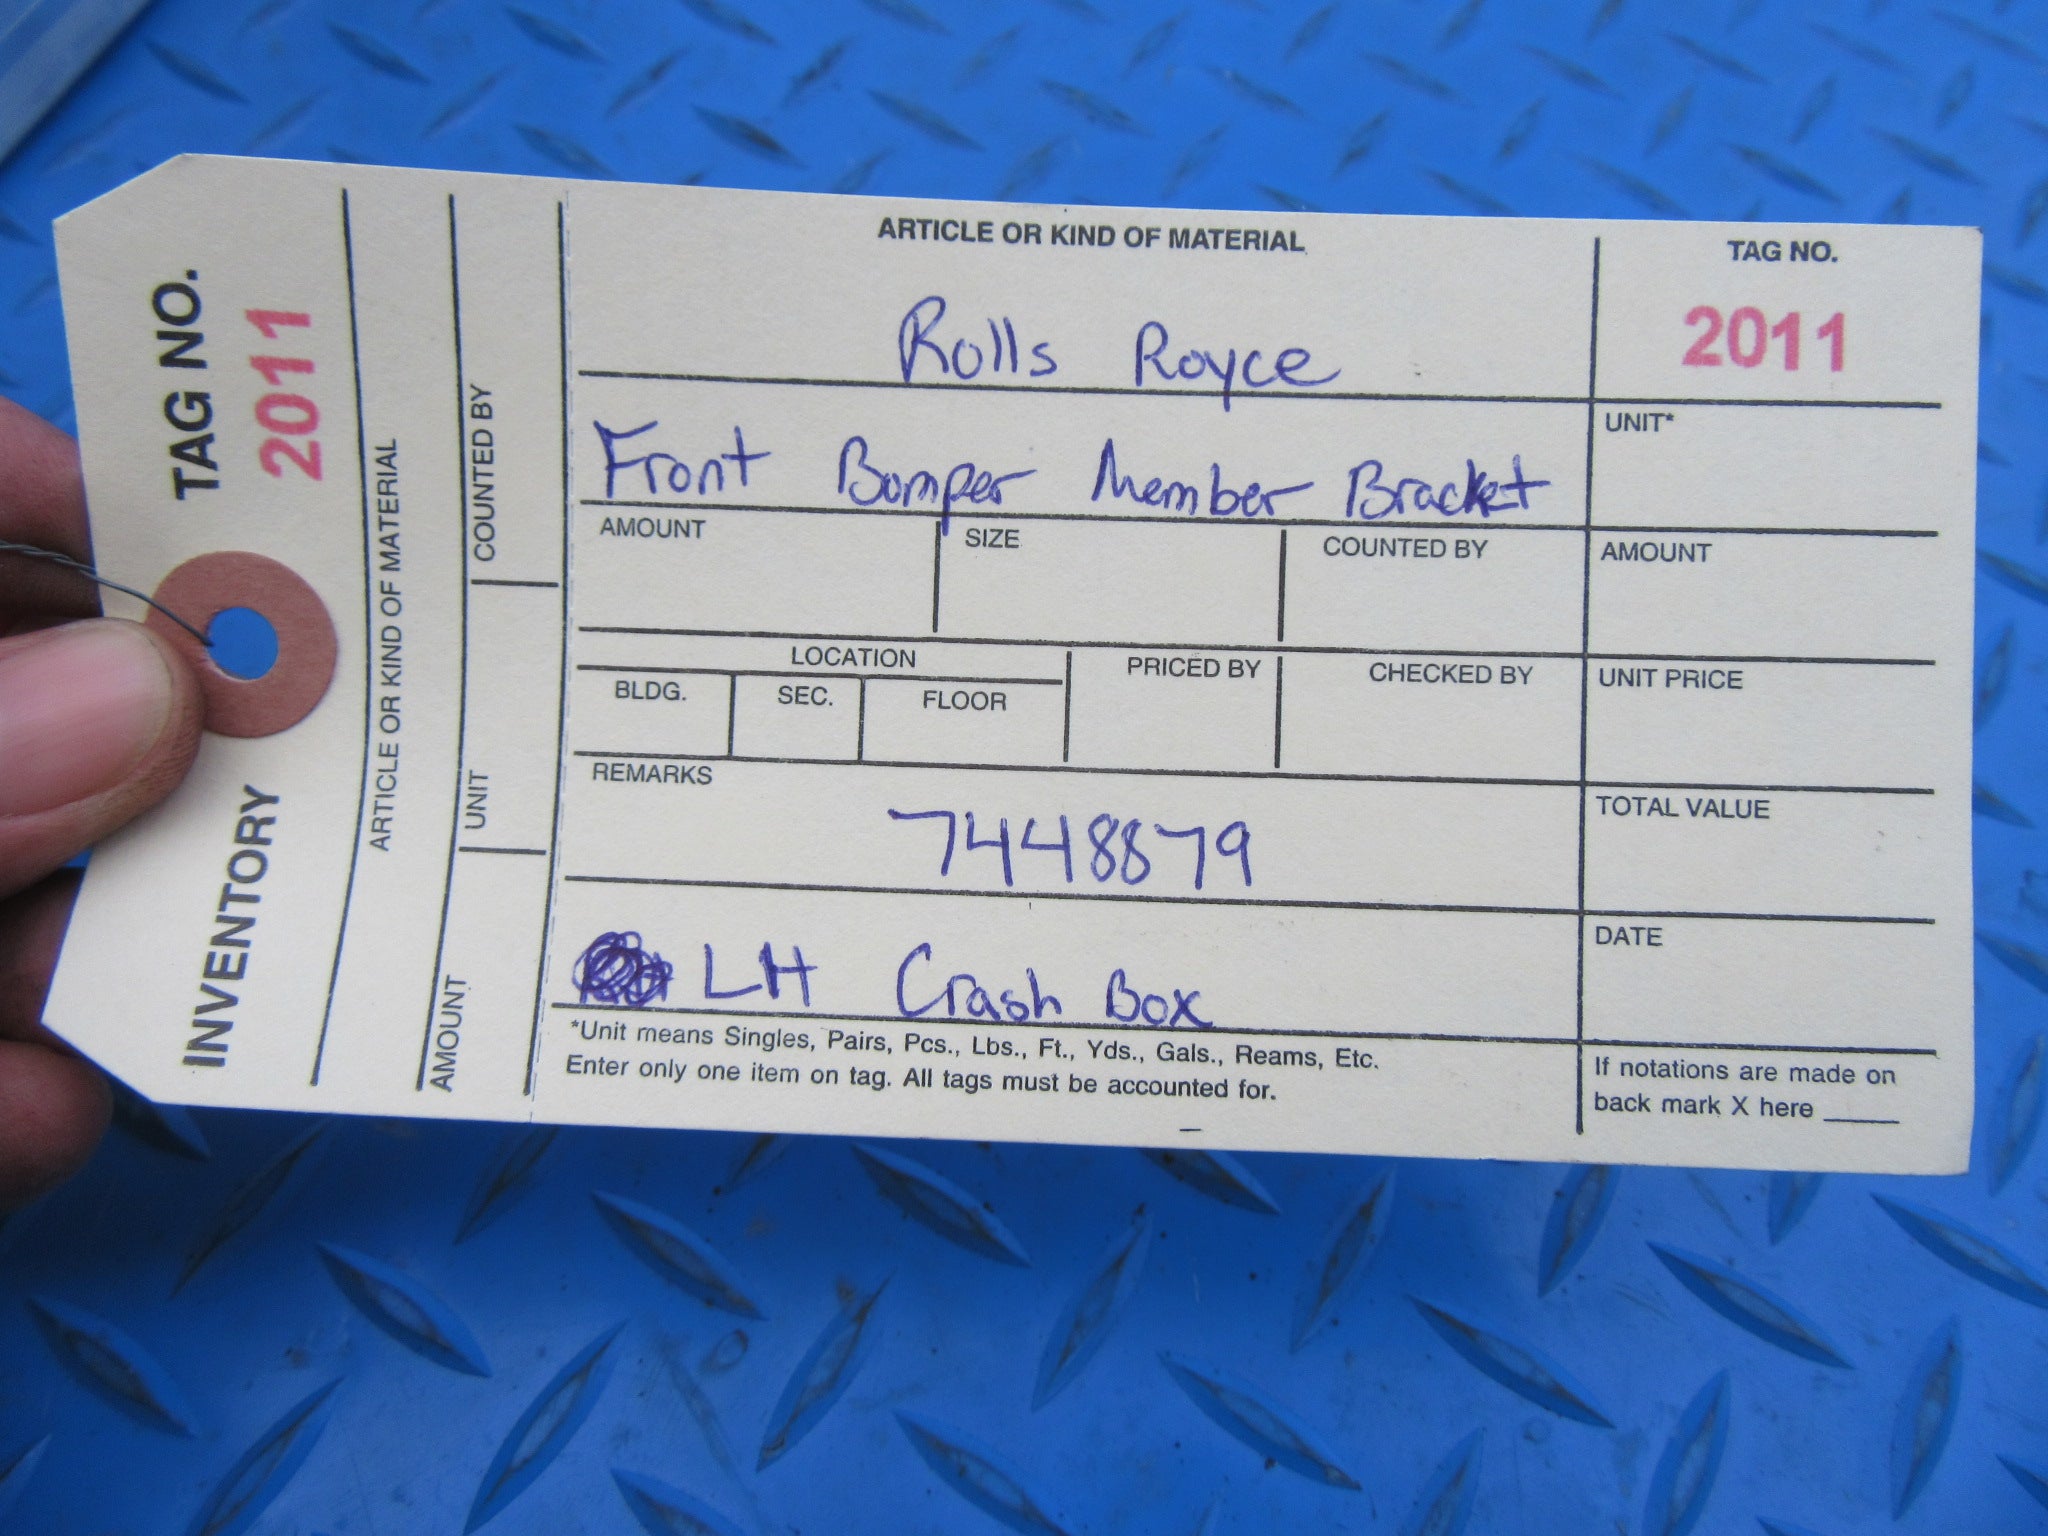 TAG NO.
2011
INVENTORY
ARTICLE OR KIND OF MATERIAL
COUNTED BY
UNIT
AMOUNT
ARTICLE OR KIND OF MATERIAL
Rolls Royce
Front Bumper Member Bracket
AMOUNT SIZE COUNTED BY
LOCATION PRICED BY CHECKED BY
BLDG. SEC. FLOOR
REMARKS
7448879
LH Crash Box
*Unit means Singles, Pairs, Pcs., Lbs., Ft., Yds., Gals., Reams, Etc.
Enter only one item on tag. All tags must be accounted for.
TAG NO.
2011
UNIT*
AMOUNT
UNIT PRICE
TOTAL VALUE
DATE
If notations are made on
back mark X here ____